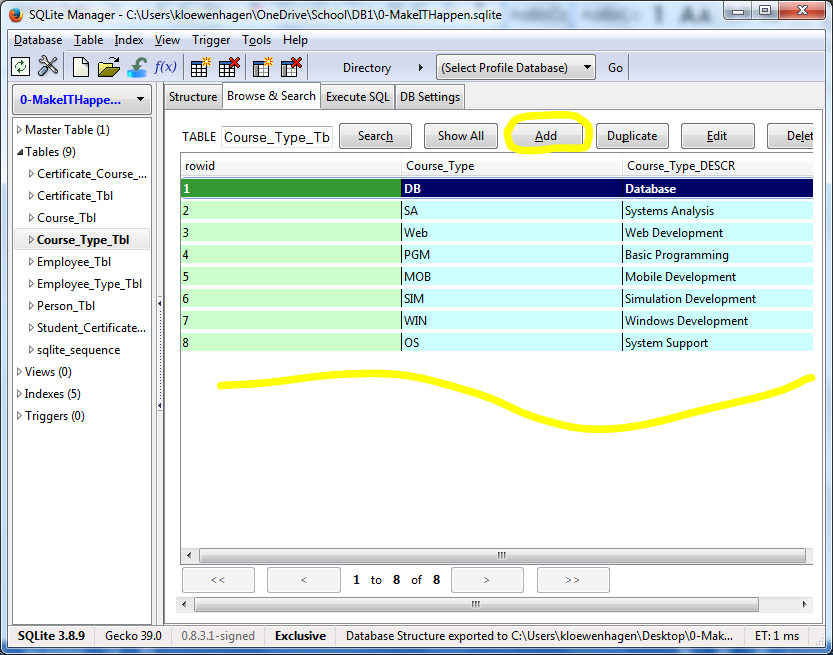 SQLite Manager - C:\Users\kloewenhagen\OneDrive\School\DB1\0-MakeITHappen.sqlite
Database Table Index View Trigger Tools Help
f(x) Directory (Select Profile Database) Go
0-MakeITHappe...
Structure Browse & Search Execute SQL DB Settings
Master Table (1)
Tables (9)
Certificate_Course_...
Certificate_Tbl
Course_Tbl
Course_Type_Tbl
Employee_Tbl
Employee_Type_Tbl
Person_Tbl
Student_Certificate...
sqlite_sequence
Views (0)
Indexes (5)
Triggers (0)
TABLE Course_Type_Tb Search Show All Add Duplicate Edit Delet
rowid Course_Type Course_Type_DESCR
1 DB Database
2 SA Systems Analysis
3 Web Web Development
4 PGM Basic Programming
5 MOB Mobile Development
6 SIM Simulation Development
7 WIN Windows Development
8 OS System Support
<< < 1 to 8 of 8 > >>
SQLite 3.8.9 Gecko 39.0 0.8.3.1-signed Exclusive Database Structure exported to C:\Users\kloewenhagen\Desktop\0-Mak... ET: 1 ms